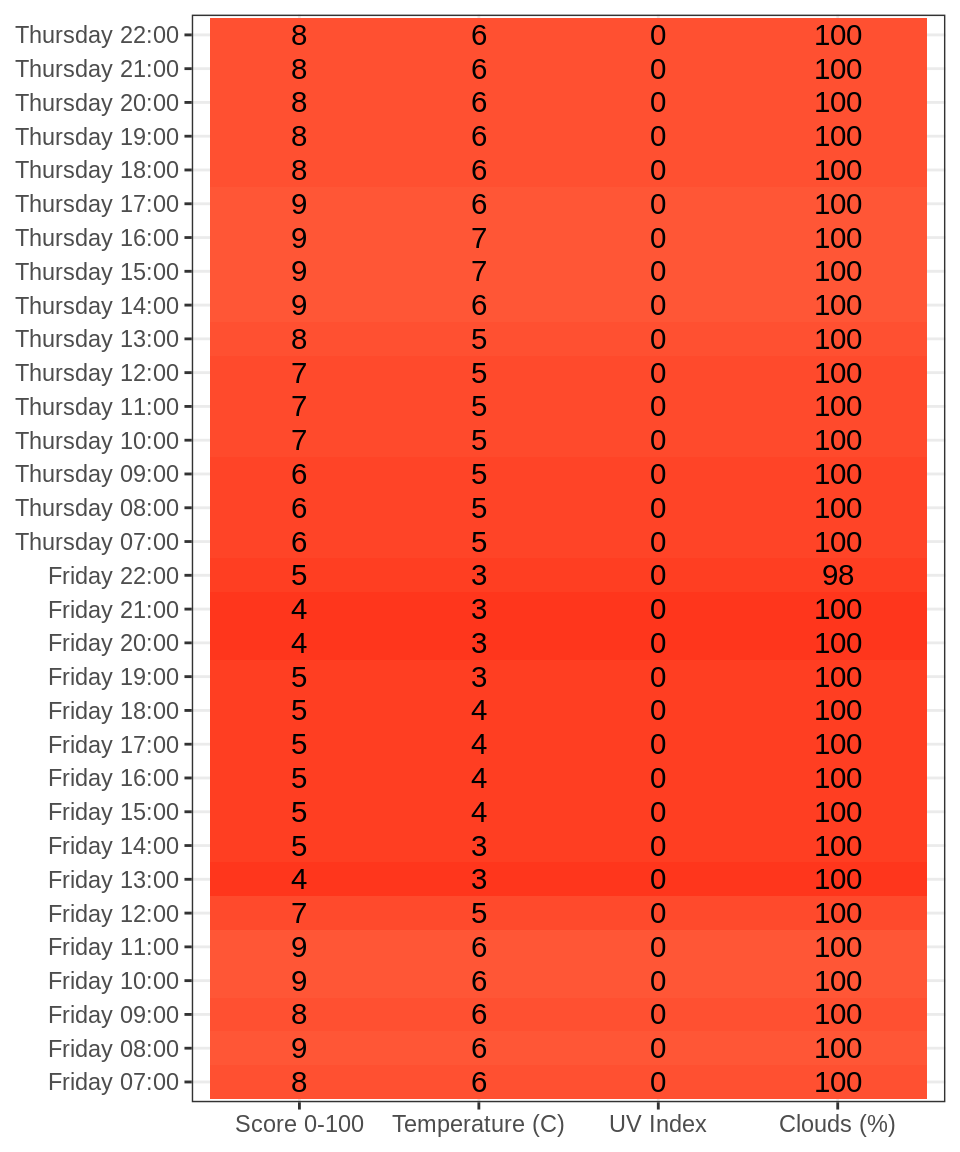 Thursday 22:00 8 6 0 100
Thursday 21:00 8 6 0 100
Thursday 20:00 8 6 0 100
Thursday 19:00 8 6 0 100
Thursday 18:00 8 6 0 100
Thursday 17:00 9 6 0 100
Thursday 16:00 9 7 0 100
Thursday 15:00 9 7 0 100
Thursday 14:00 9 6 0 100
Thursday 13:00 8 5 0 100
Thursday 12:00 7 5 0 100
Thursday 11:00 7 5 0 100
Thursday 10:00 7 5 0 100
Thursday 09:00 6 5 0 100
Thursday 08:00 6 5 0 100
Thursday 07:00 6 5 0 100
Friday 22:00 5 3 0 98
Friday 21:00 4 3 0 100
Friday 20:00 4 3 0 100
Friday 19:00 5 3 0 100
Friday 18:00 5 4 0 100
Friday 17:00 5 4 0 100
Friday 16:00 5 4 0 100
Friday 15:00 5 4 0 100
Friday 14:00 5 3 0 100
Friday 13:00 4 3 0 100
Friday 12:00 7 5 0 100
Friday 11:00 9 6 0 100
Friday 10:00 9 6 0 100
Friday 09:00 8 6 0 100
Friday 08:00 9 6 0 100
Friday 07:00 8 6 0 100
Score 0-100 Temperature (C) UV Index Clouds (%)